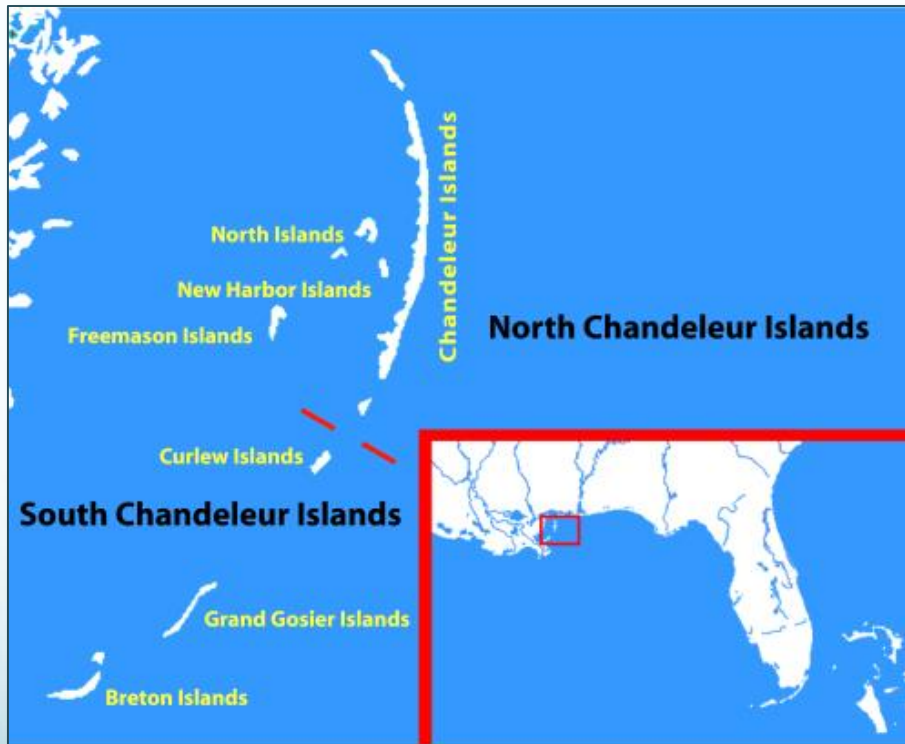 Chandeleur Islands
North Islands
New Harbor Islands
North Chandeleur Islands
Freemason Islands
Curlew Islands
South Chandeleur Islands
Grand Gosier Islands
Breton Islands